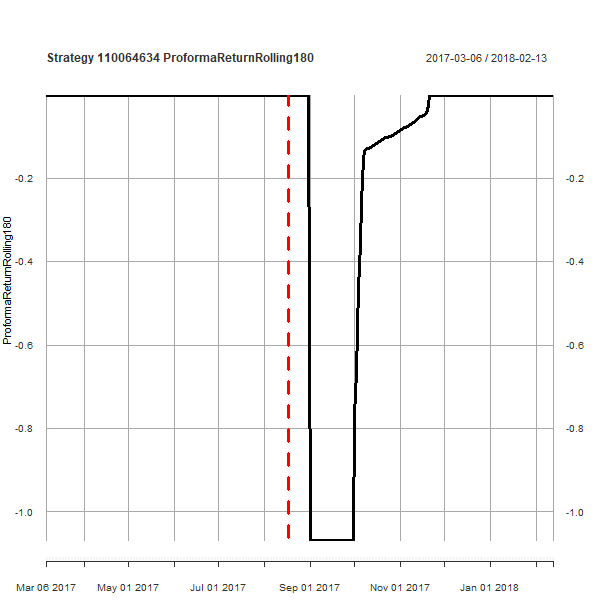 Strategy 110064634 ProformaReturnRolling180
2017-03-06 / 2018-02-13
ProformaReturnRolling180
-0.2
-0.2
-0.4
-0.4
-0.6
-0.6
-0.8
-0.8
-1.0
-1.0
Mar 06 2017
May 01 2017
Jul 01 2017
Sep 01 2017
Nov 01 2017
Jan 01 2018